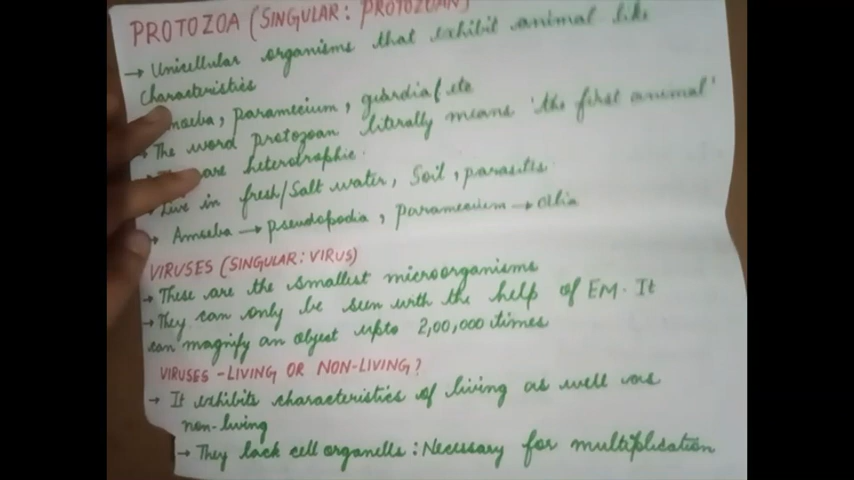 PROTOZOA (SINGULAR: PROTOZOAN)
→ Unicellular organisms that exhibit animal like
characteristics
Amoeba, paramecium, guardia etc
→ The word protozoan literally means 'the first animal'
are heterotrophic.
Live in fresh/Salt water, Soil, parasites.
→ Amoeba → pseudopodia, paramecium → cilia
VIRUSES (SINGULAR: VIRUS)
→ These are the smallest microorganisms
→ They can only be seen with the help of EM. It
can magnify an object upto 2,00,000 times
VIRUSES - LIVING OR NON-LIVING?
→ It exhibits characteristics of living as well as
non-living
→ They lack cell organells: Necessary for multiplication